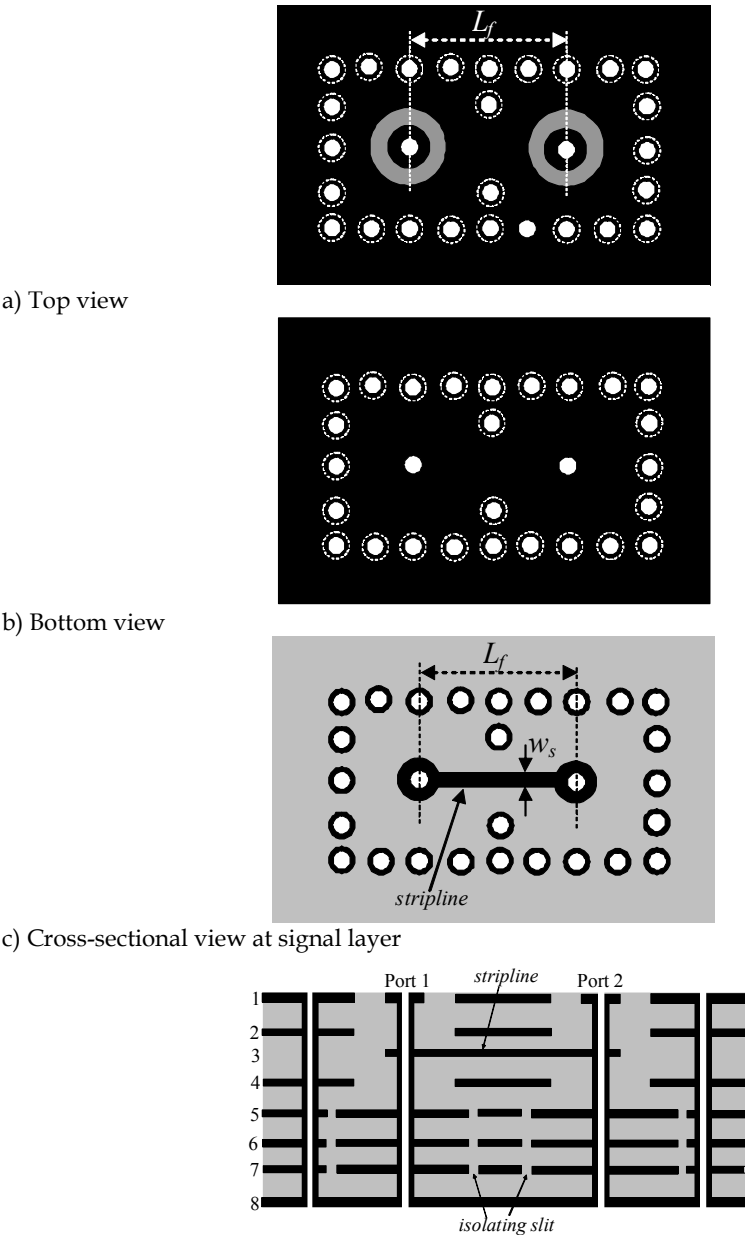 L_f
a) Top view
b) Bottom view
L_f
w_s
stripline
c) Cross-sectional view at signal layer
Port 1 stripline Port 2
1
2
3
4
5
6
7
8
isolating slit